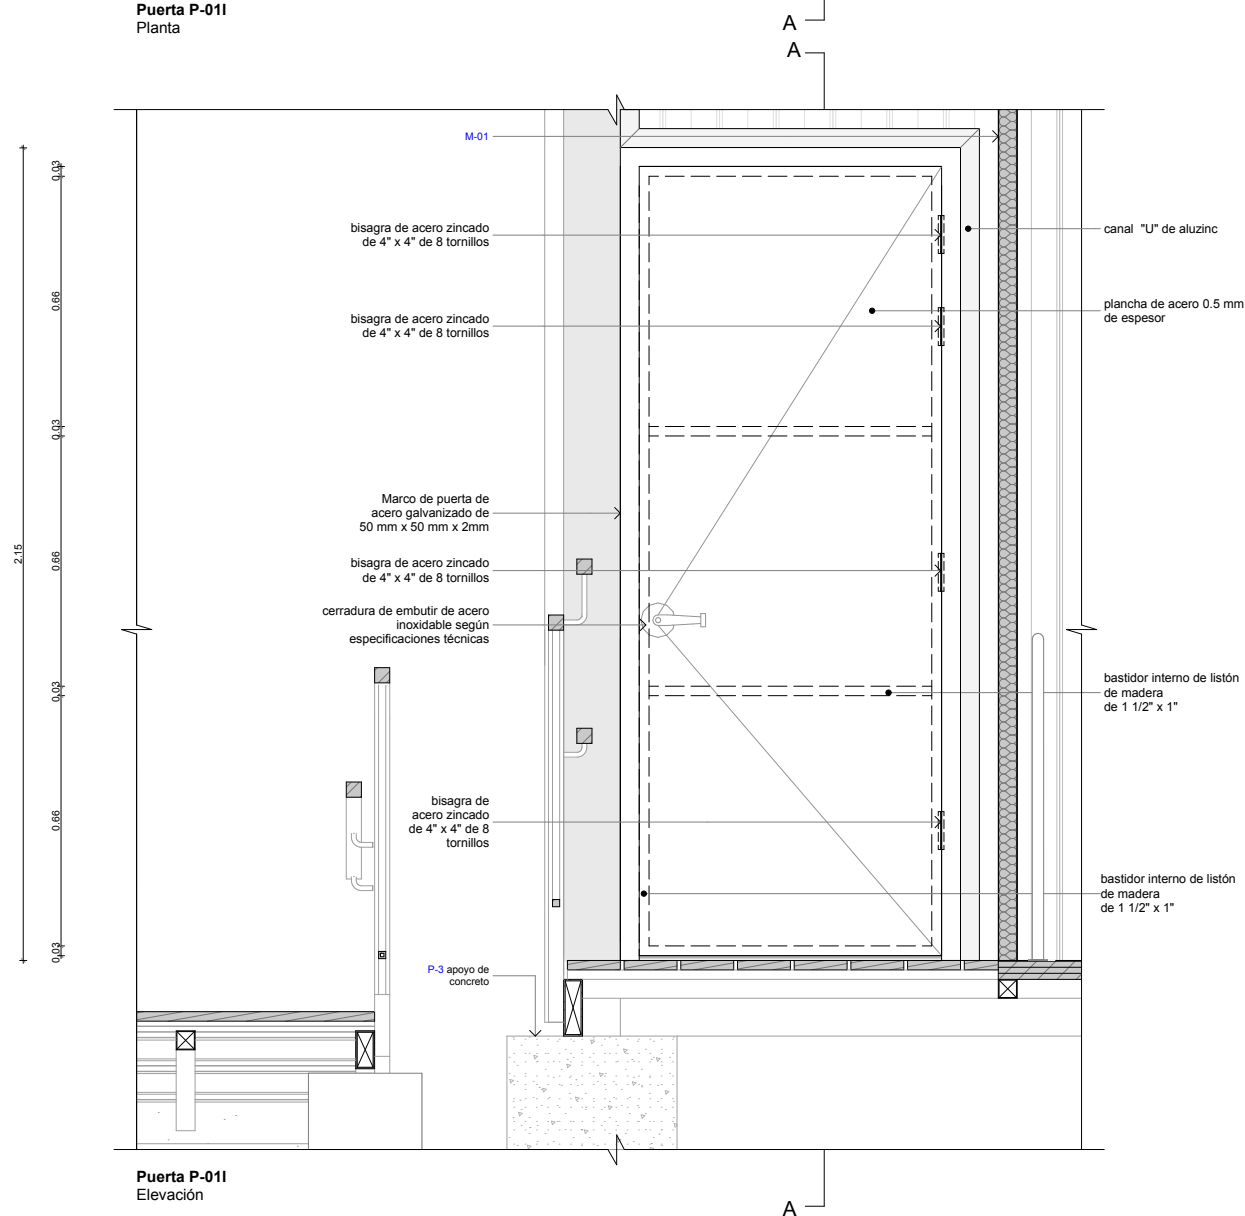 Puerta P-01I
Planta
A
A
M-01
bisagra de acero zincado
de 4" x 4" de 8 tornillos
bisagra de acero zincado
de 4" x 4" de 8 tornillos
Marco de puerta de
acero galvanizado de
50 mm x 50 mm x 2mm
bisagra de acero zincado
de 4" x 4" de 8 tornillos
cerradura de embutir de acero
inoxidable según
especificaciones técnicas
bisagra de
acero zincado
de 4" x 4" de 8
tornillos
P-3 apoyo de
concreto
canal "U" de aluzinc
plancha de acero 0.5 mm
de espesor
bastidor interno de listón
de madera
de 1 1/2" x 1"
bastidor interno de listón
de madera
de 1 1/2" x 1"
2.15
0.03
0.66
0.03
0.66
0.03
0.66
0.03
Puerta P-01I
Elevación
A